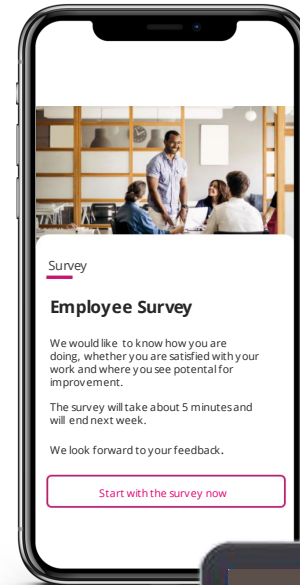 Survey
Employee Survey
We would like to know how you are
doing, whether you are satisfied with your
work and where you see potental for
improvement.
The survey will take about 5 minutes and
will end next week.
We look forward to your feedback.
Start with the survey now